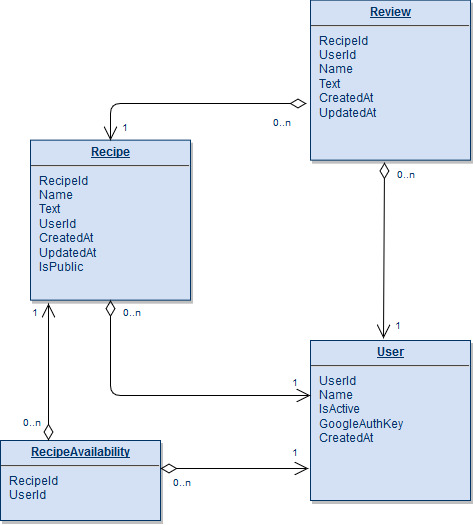 Review
RecipeId
UserId
Name
Text
CreatedAt
UpdatedAt
0..n
1
0..n
Recipe
RecipeId
Name
Text
UserId
CreatedAt
UpdatedAt
IsPublic
1
0..n
1
User
UserId
Name
IsActive
GoogleAuthKey
CreatedAt
1
0..n
RecipeAvailability
RecipeId
UserId
0..n
1